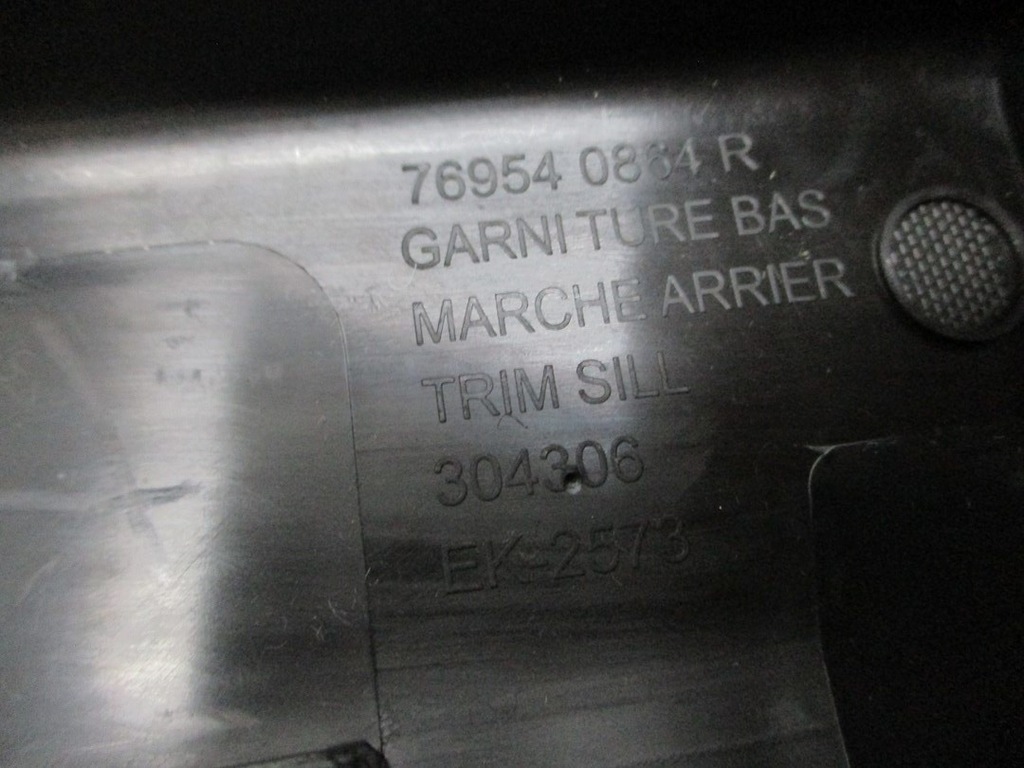 76954 0864 R
GARNITURE BAS
MARCHE ARRIER
TRIM SILL
304306
EK-2573